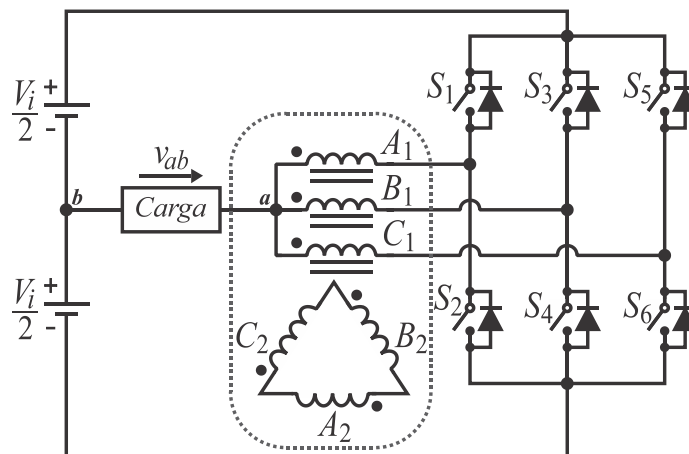 V_i/2
+
-
V_i/2
+
-
v_ab
b
Carga
a
A_1
B_1
C_1
C_2
B_2
A_2
S_1
S_3
S_5
S_2
S_4
S_6